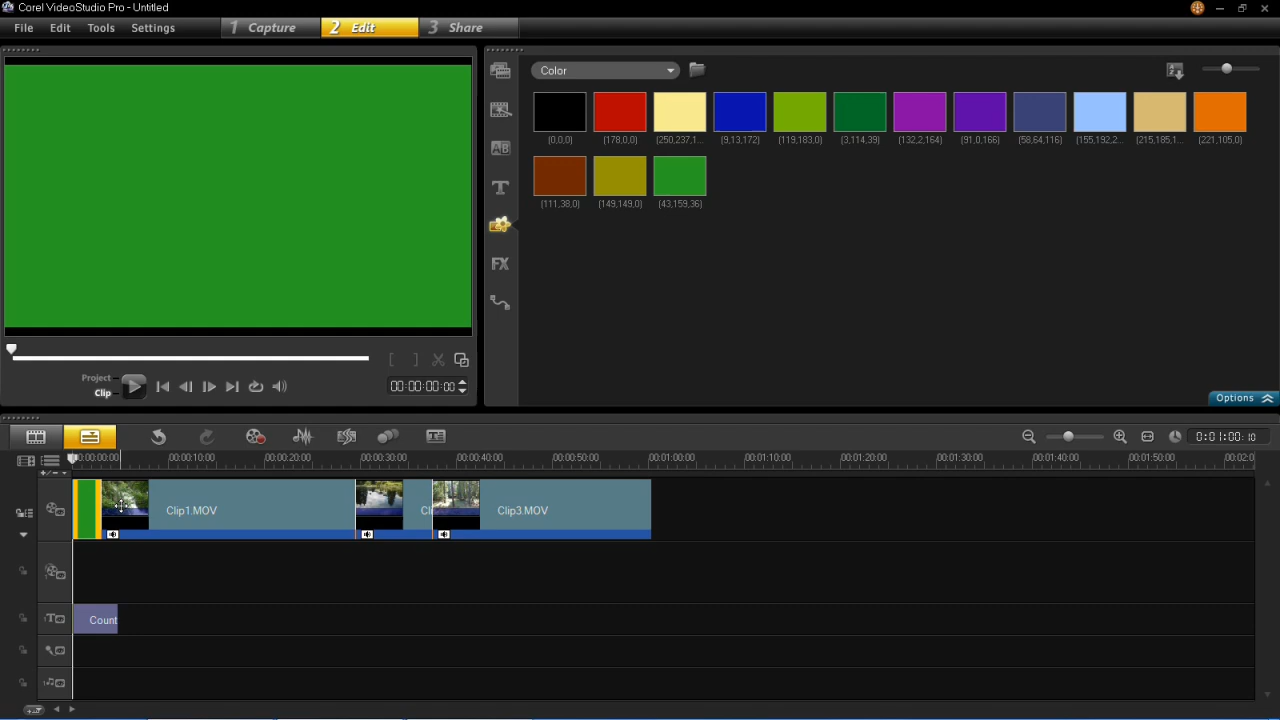 Corel VideoStudio Pro - Untitled
File Edit Tools Settings 1 Capture 2 Edit 3 Share
Color
(0,0,0) (178,0,0) (250,237,1... (9,13,172) (119,183,0) (3,114,39) (132,2,164) (91,0,166) (58,64,116) (155,192,2... (215,185,1... (221,105,0)
(111,38,0) (149,149,0) (43,159,36)
AB
T
FX
Project
Clip
00:00:00:00
Options
0:01:00:10
00:00:00:00 00:00:10:00 00:00:20:00 00:00:30:00 00:00:40:00 00:00:50:00 00:01:00:00 00:01:10:00 00:01:20:00 00:01:30:00 00:01:40:00 00:01:50:00 00:02:0
Clip1.MOV Cli Clip3.MOV
Count